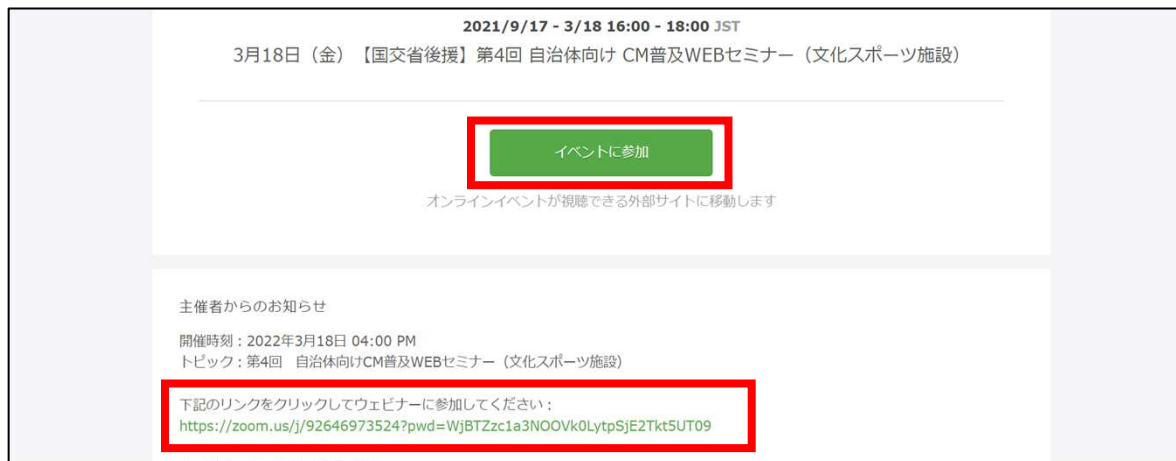 2021/9/17 - 3/18 16:00 - 18:00 JST
3月18日（金）【国交省後援】第4回 自治体向け CM普及WEBセミナー（文化スポーツ施設）
イベントに参加
オンラインイベントが視聴できる外部サイトに移動します
主催者からのお知らせ
開催時刻：2022年3月18日 04:00 PM
トピック：第4回　自治体向けCM普及WEBセミナー（文化スポーツ施設）
下記のリンクをクリックしてウェビナーに参加してください：
https://zoom.us/j/92646973524?pwd=WjBTZzc1a3NOOVk0LytpSjE2Tkt5UT09